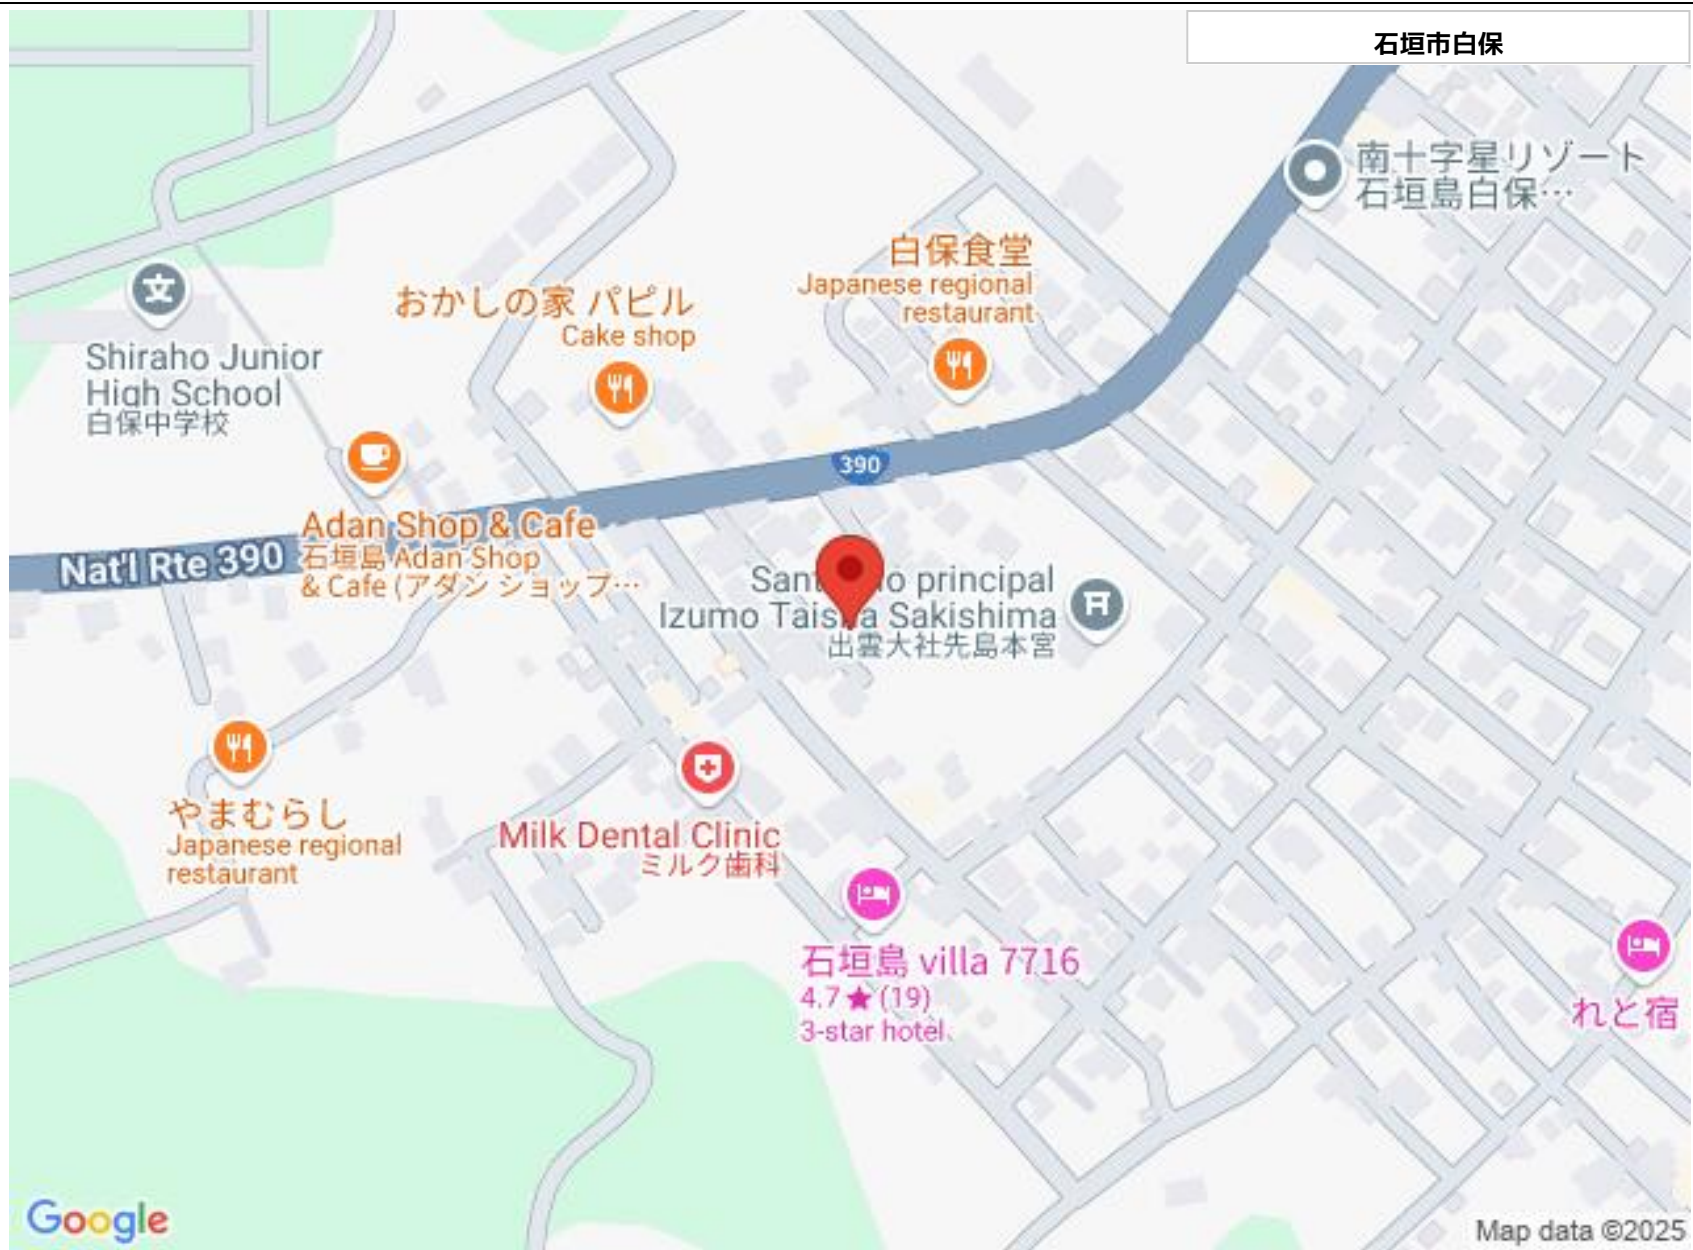 石垣市白保
南十字星リゾート
石垣島白保…
白保食堂
Japanese regional
restaurant
おかしの家 パピル
Cake shop
Shiraho Junior
High School
白保中学校
390
Adan Shop & Cafe
石垣島 Adan Shop
& Cafe (アダン ショップ…
Nat'l Rte 390
principal
Izumo Taisha Sakishima
出雲大社先島本宮
やまむらし
Japanese regional
restaurant
Milk Dental Clinic
ミルク歯科
石垣島 villa 7716
4.7★(19)
3-star hotel
れと宿
Google
Map data ©2025